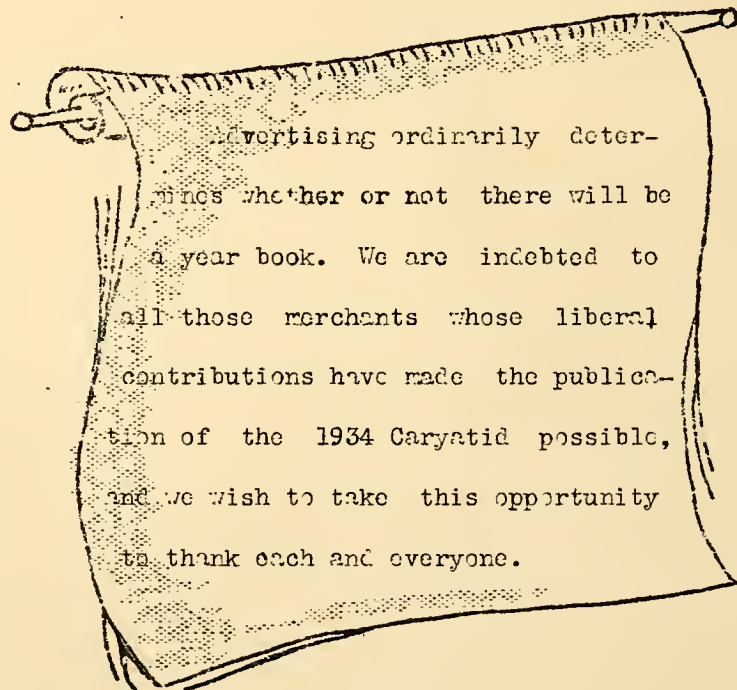 Advertising ordinarily deter-
mines whether or not there will be
a year book. We are indebted to
all those merchants whose liberal
contributions have made the publica-
tion of the 1934 Caryatid possible,
and we wish to take this opportunity
to thank each and everyone.